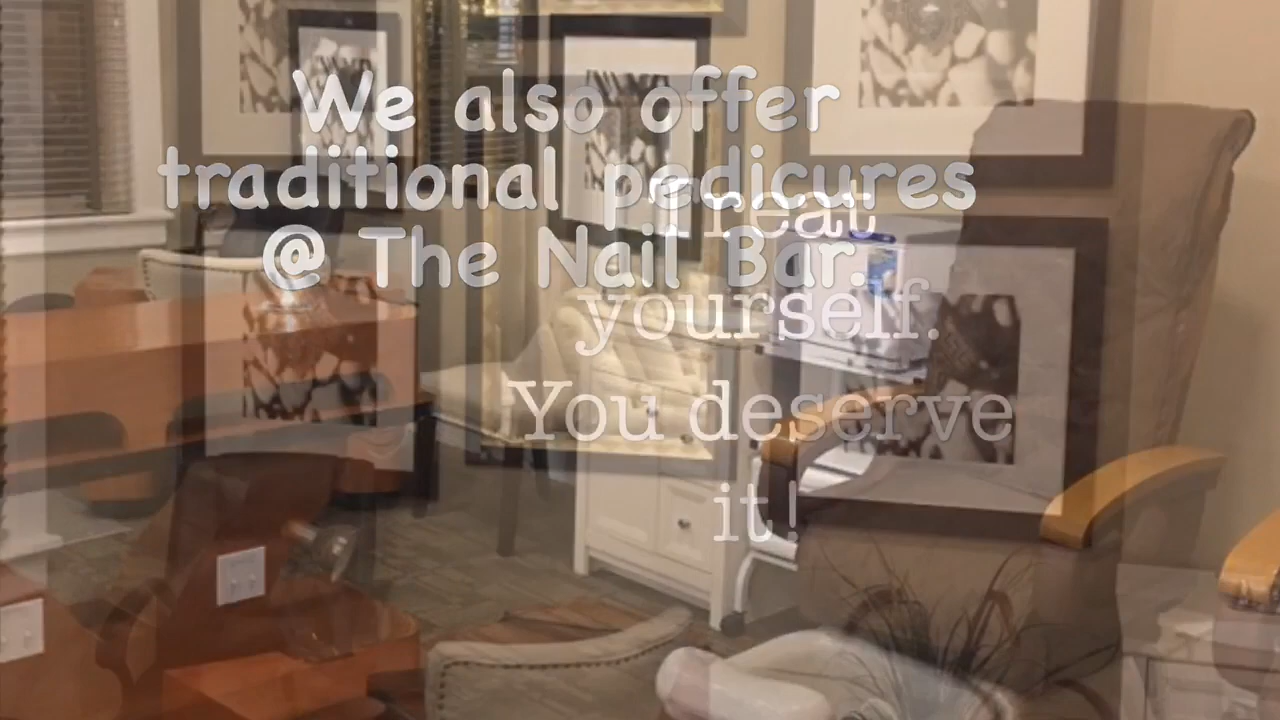 We also offer
traditional pedicures
@ The Nail Bar.
Treat
yourself.
You deserve
it!